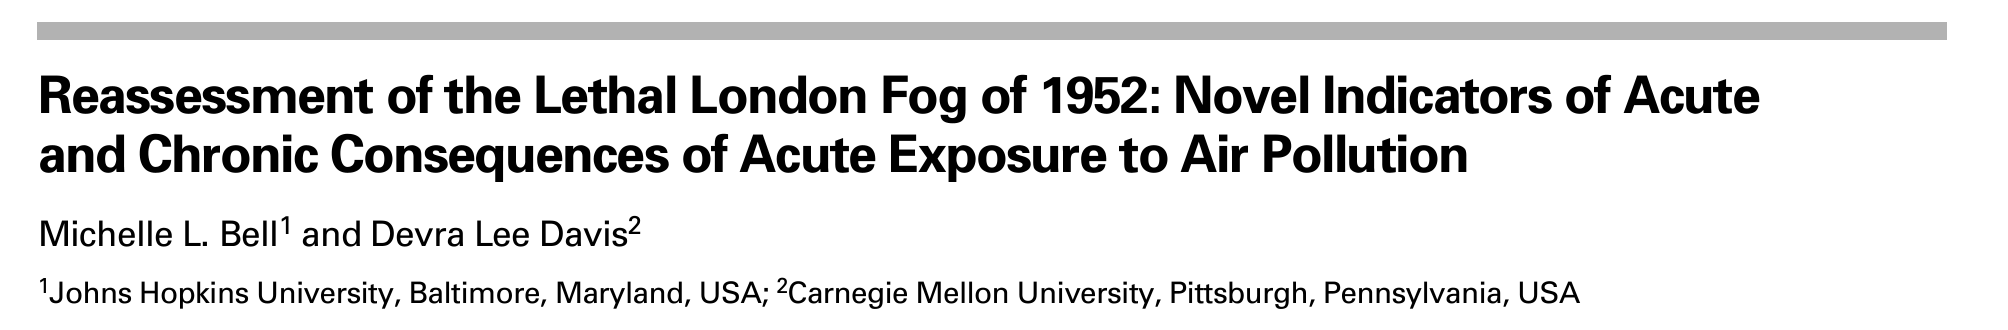 Reassessment of the Lethal London Fog of 1952: Novel Indicators of Acute
and Chronic Consequences of Acute Exposure to Air Pollution
Michelle L. Bell¹ and Devra Lee Davis²
¹Johns Hopkins University, Baltimore, Maryland, USA; ²Carnegie Mellon University, Pittsburgh, Pennsylvania, USA